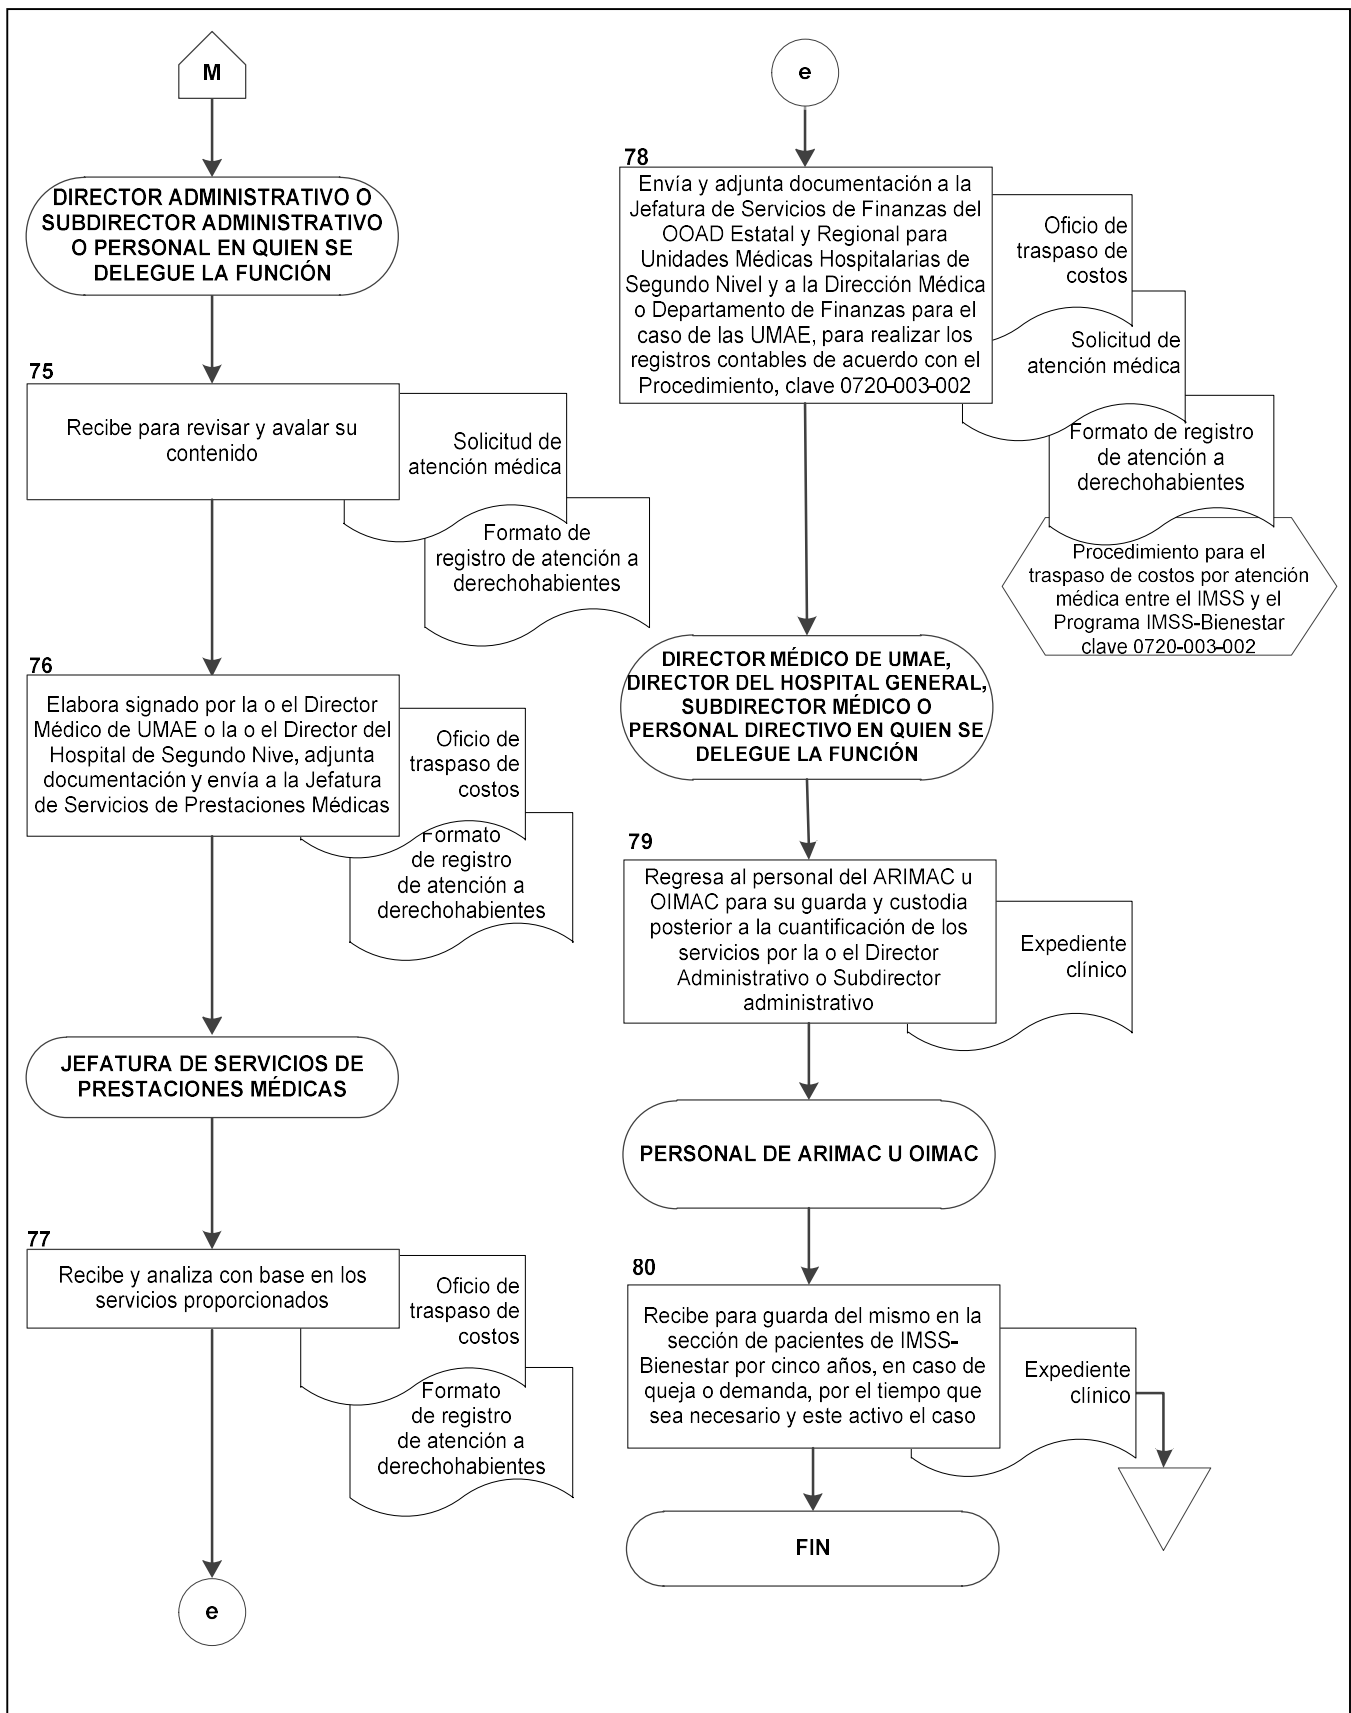 M
DIRECTOR ADMINISTRATIVO O
SUBDIRECTOR ADMINISTRATIVO
O PERSONAL EN QUIEN SE
DELEGUE LA FUNCIÓN
75
Recibe para revisar y avalar su
contenido
Solicitud de
atención médica
Formato de
registro de atención a
derechohabientes
76
Elabora signado por la o el Director
Médico de UMAE o la o el Director del
Hospital de Segundo Nive, adjunta
documentación y envía a la Jefatura
de Servicios de Prestaciones Médicas
Oficio de
traspaso de
costos
Formato
de registro
de atención a
derechohabientes
JEFATURA DE SERVICIOS DE
PRESTACIONES MÉDICAS
77
Recibe y analiza con base en los
servicios proporcionados
Oficio de
traspaso de
costos
Formato
de registro
de atención a
derechohabientes
e
e
78
Envía y adjunta documentación a la
Jefatura de Servicios de Finanzas del
OOAD Estatal y Regional para
Unidades Médicas Hospitalarias de
Segundo Nivel y a la Dirección Médica
o Departamento de Finanzas para el
caso de las UMAE, para realizar los
registros contables de acuerdo con el
Procedimiento, clave 0720-003-002
Oficio de
traspaso de
costos
Solicitud de
atención médica
Formato de registro
de atención a
derechohabientes
Procedimiento para el
traspaso de costos por atención
médica entre el IMSS y el
Programa IMSS-Bienestar
clave 0720-003-002
DIRECTOR MÉDICO DE UMAE,
DIRECTOR DEL HOSPITAL GENERAL,
SUBDIRECTOR MÉDICO O
PERSONAL DIRECTIVO EN QUIEN SE
DELEGUE LA FUNCIÓN
79
Regresa al personal del ARIMAC u
OIMAC para su guarda y custodia
posterior a la cuantificación de los
servicios por la o el Director
Administrativo o Subdirector
administrativo
Expediente
clínico
PERSONAL DE ARIMAC U OIMAC
80
Recibe para guarda del mismo en la
sección de pacientes de IMSS-
Bienestar por cinco años, en caso de
queja o demanda, por el tiempo que
sea necesario y este activo el caso
Expediente
clínico
FIN